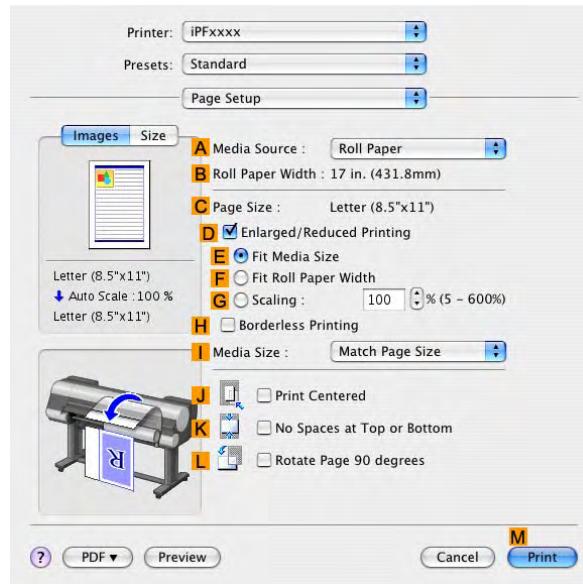 Printer: iPFxxxx
Presets: Standard
Page Setup
Images Size
A Media Source : Roll Paper
B Roll Paper Width : 17 in. (431.8mm)
C Page Size : Letter (8.5"x11")
D Enlarged/Reduced Printing
E Fit Media Size
F Fit Roll Paper Width
G Scaling : 100 % (5 - 600%)
H Borderless Printing
I Media Size : Match Page Size
Letter (8.5"x11")
Auto Scale :100 %
Letter (8.5"x11")
J Print Centered
K No Spaces at Top or Bottom
L Rotate Page 90 degrees
R
M
? PDF Preview Cancel Print